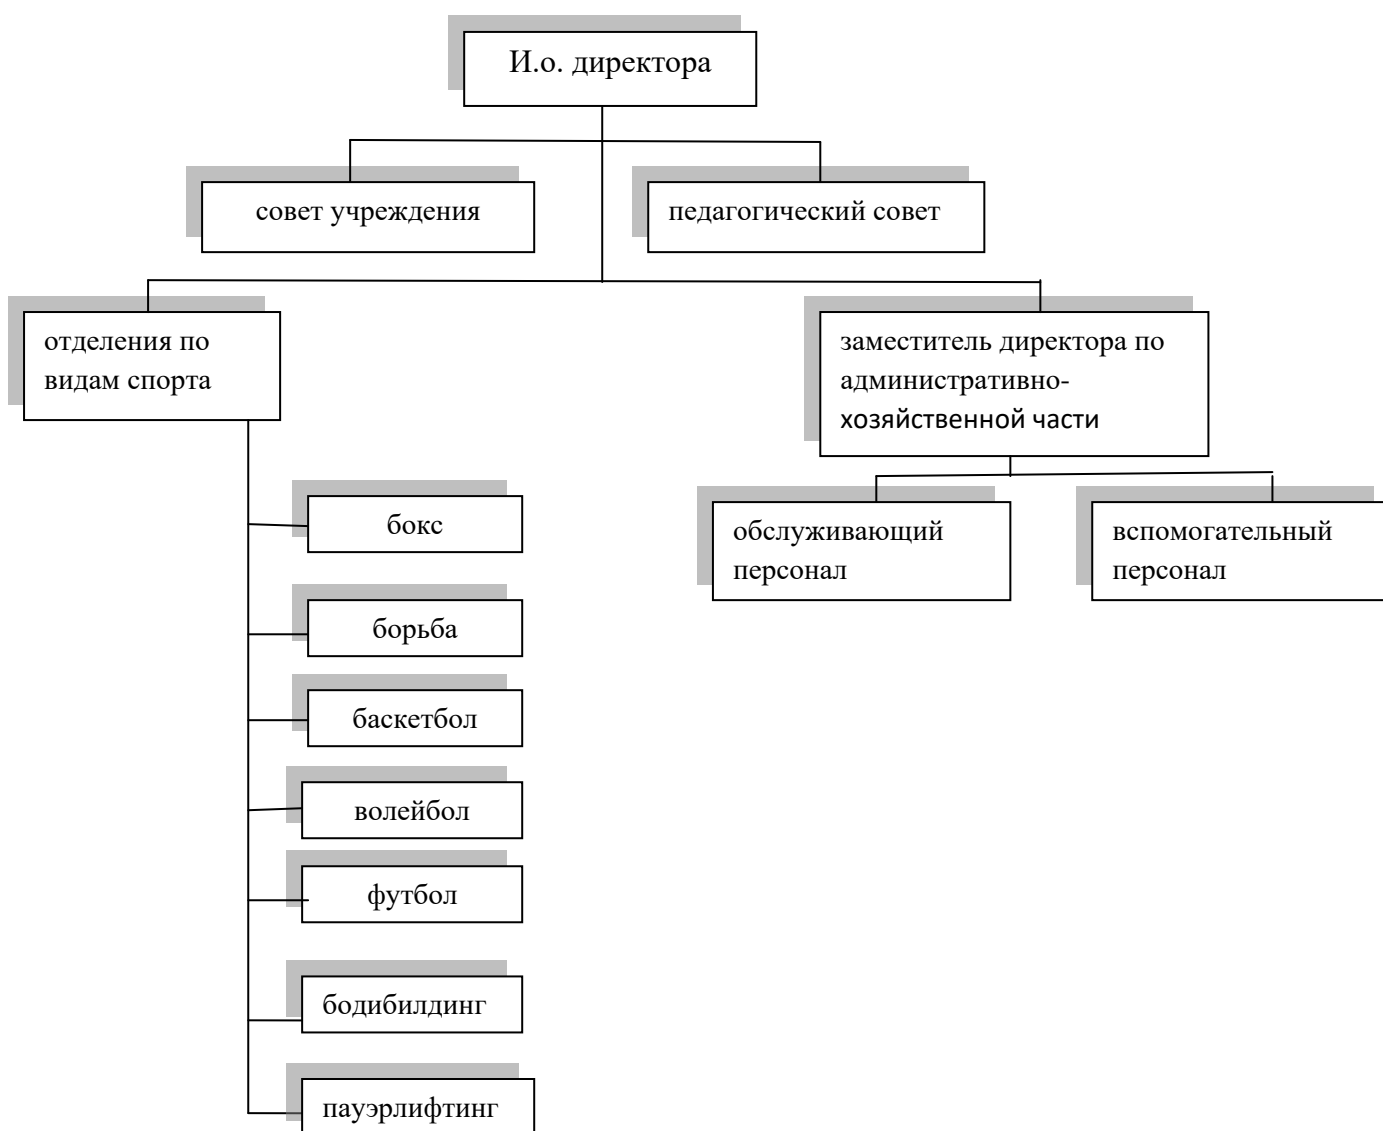 И.о. директора
совет учреждения
педагогический совет
отделения по
видам спорта
заместитель директора по
административно-
хозяйственной части
бокс
обслуживающий
персонал
вспомогательный
персонал
борьба
баскетбол
волейбол
футбол
бодибилдинг
пауэрлифтинг